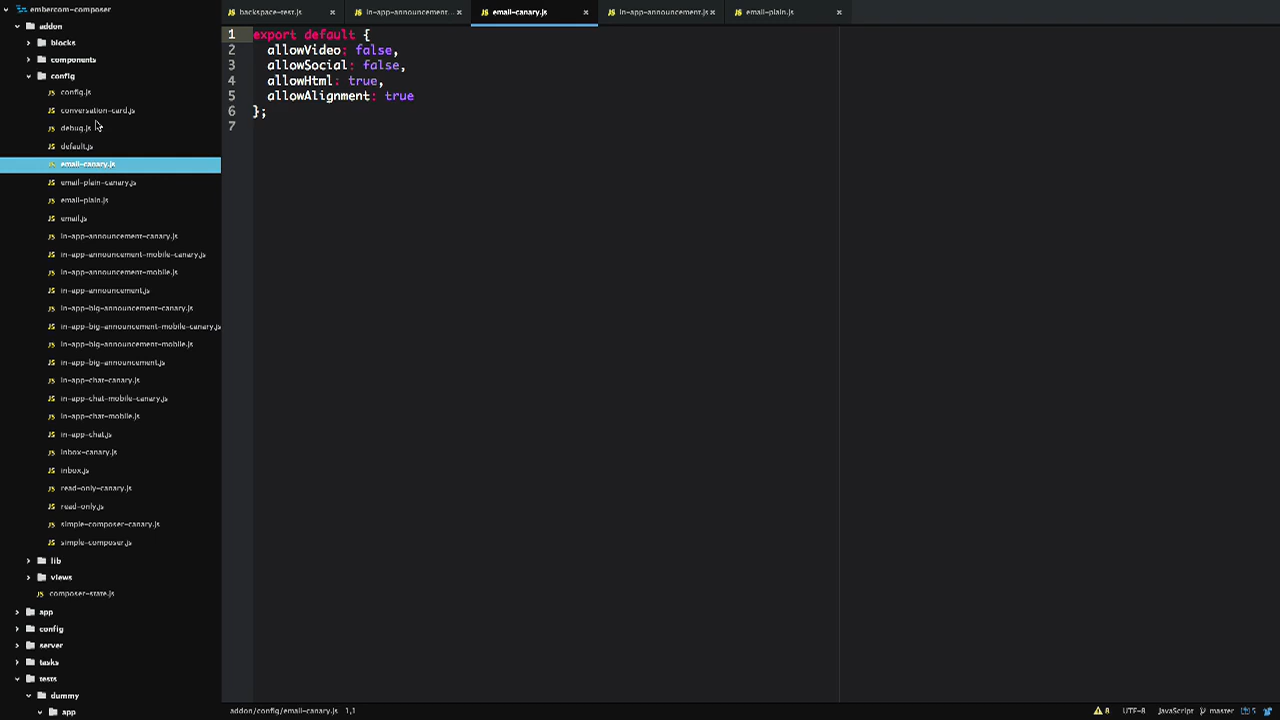 embercom-composer
addon
blocks
components
config
config.js
conversation-card.js
debug.js
default.js
email-canary.js
email-plain-canary.js
email-plain.js
email.js
in-app-announcement-canary.js
in-app-announcement-mobile-canary.js
in-app-announcement-mobile.js
in-app-announcement.js
in-app-big-announcement-canary.js
in-app-big-announcement-mobile-canary.js
in-app-big-announcement-mobile.js
in-app-big-announcement.js
in-app-chat-canary.js
in-app-chat-mobile-canary.js
in-app-chat-mobile.js
in-app-chat.js
inbox-canary.js
inbox.js
read-only-canary.js
read-only.js
simple-composer-canary.js
simple-composer.js
lib
views
composer-state.js
app
config
server
tasks
tests
dummy
app
backspace-test.js
in-app-announcement...
email-canary.js
in-app-announcement.js
email-plain.js
1 export default {
2 allowVideo: false,
3 allowSocial: false,
4 allowHtml: true,
5 allowAlignment: true
6 };
7
addon/config/email-canary.js 1,1
8 UTF-8 JavaScript master 5